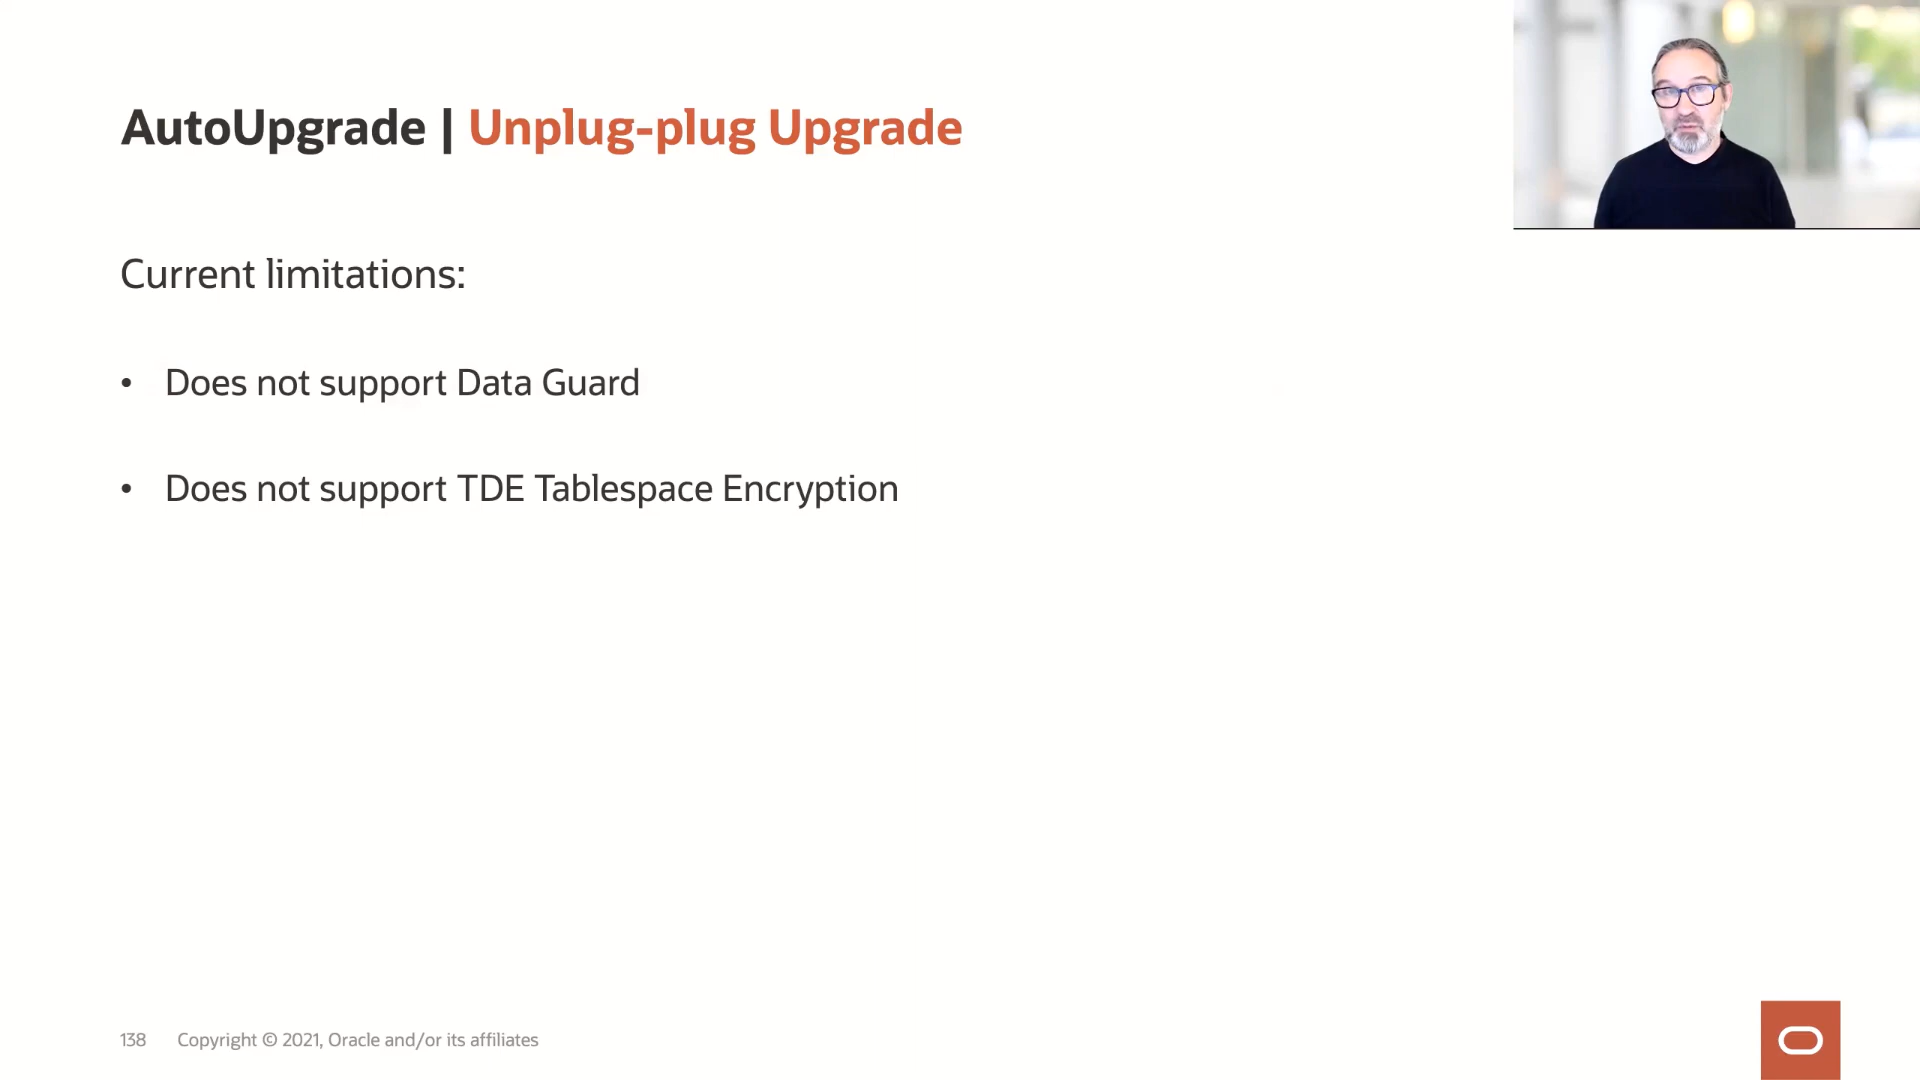 AutoUpgrade | Unplug-plug Upgrade
Current limitations:
• Does not support Data Guard
• Does not support TDE Tablespace Encryption
138 Copyright © 2021, Oracle and/or its affiliates